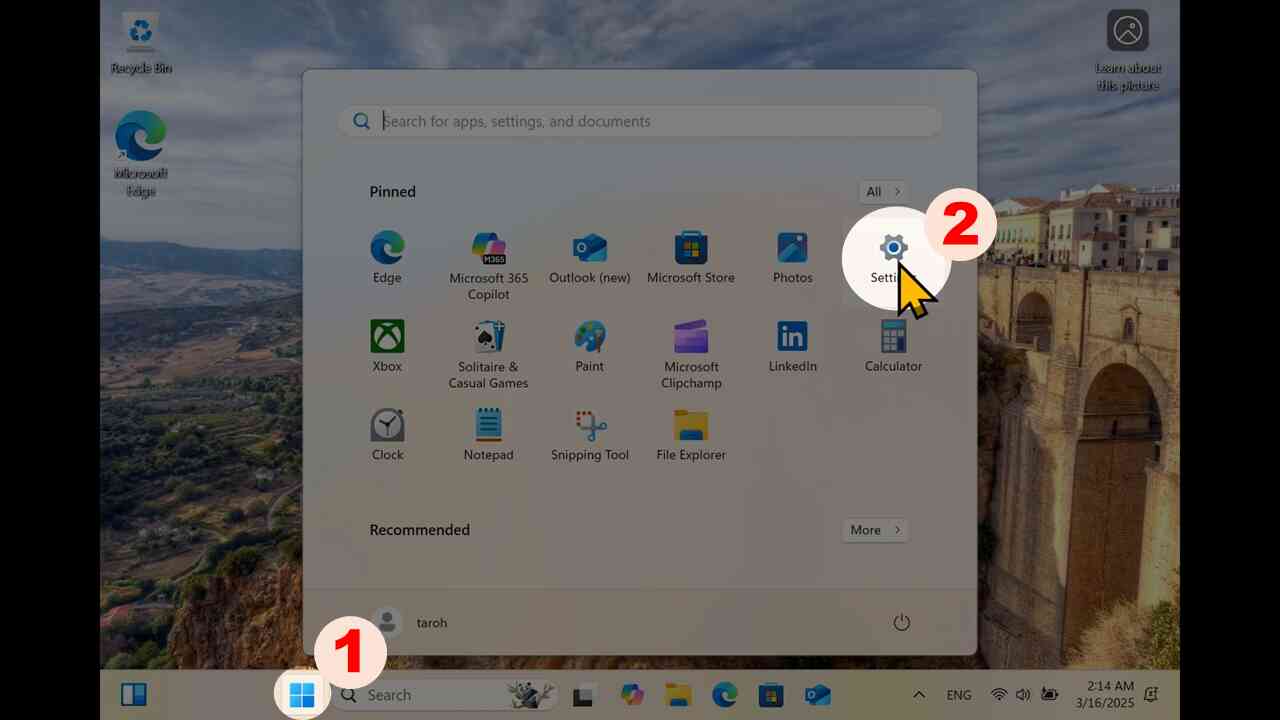 Recycle Bin
Learn about
this picture
Microsoft
Edge
Search for apps, settings, and documents
Pinned
All
2
Edge
Microsoft 365
Copilot
M365
Outlook (new)
Microsoft Store
Photos
Xbox
Solitaire &
Casual Games
Paint
Microsoft
Clipchamp
LinkedIn
Calculator
Clock
Notepad
Snipping Tool
File Explorer
Recommended
More
taroh
1
Search
ENG
2:14 AM
3/16/2025